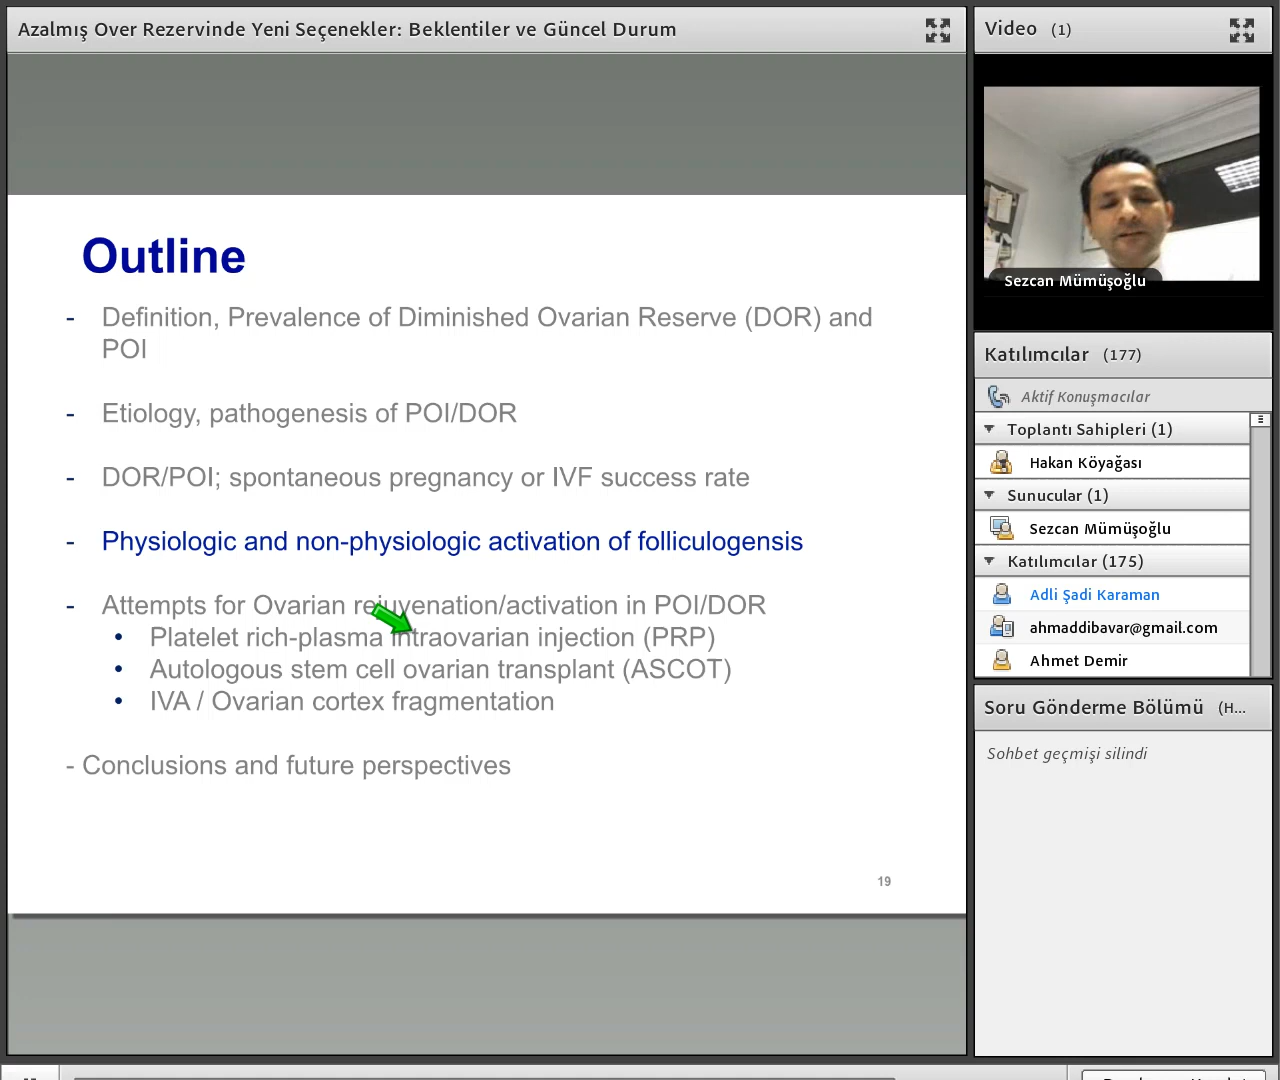 Azalmış Over Rezervinde Yeni Seçenekler: Beklentiler ve Güncel Durum
Outline
- Definition, Prevalence of Diminished Ovarian Reserve (DOR) and
POI
- Etiology, pathogenesis of POI/DOR
- DOR/POI; spontaneous pregnancy or IVF success rate
- Physiologic and non-physiologic activation of folliculogensis
- Attempts for Ovarian rejuvenation/activation in POI/DOR
• Platelet rich-plasma intraovarian injection (PRP)
• Autologous stem cell ovarian transplant (ASCOT)
• IVA / Ovarian cortex fragmentation
- Conclusions and future perspectives
19
Video (1)
Sezcan Mümüşoğlu
Katılımcılar (177)
Aktif Konuşmacılar
Toplantı Sahipleri (1)
Hakan Köyağası
Sunucular (1)
Sezcan Mümüşoğlu
Katılımcılar (175)
Adli Şadi Karaman
ahmaddibavar@gmail.com
Ahmet Demir
Soru Gönderme Bölümü (H...
Sohbet geçmişi silindi